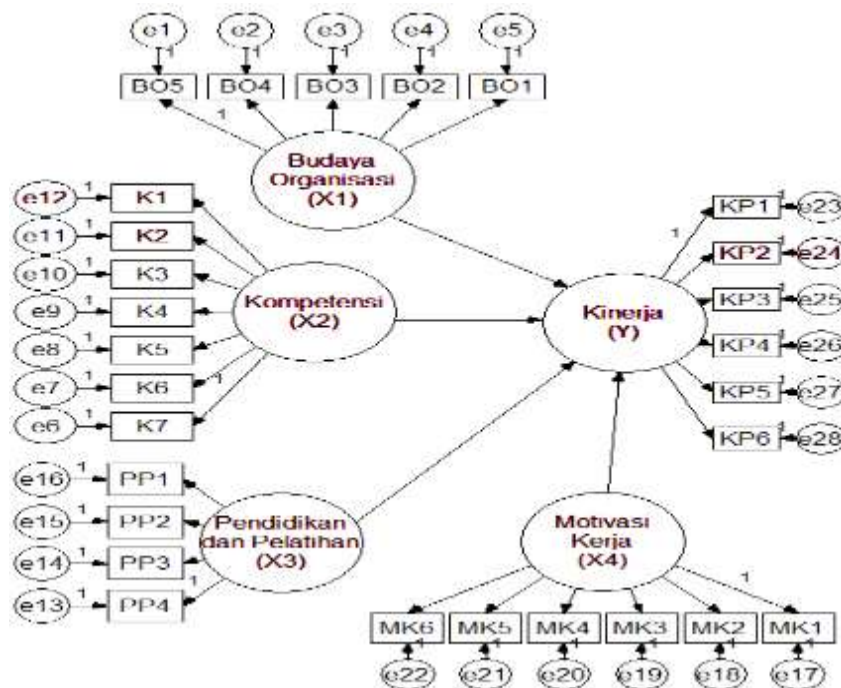 e1 e2 e3 e4 e5
1 1 1 1 1
BO5 BO4 BO3 BO2 BO1
1
Budaya
Organisasi
(X1)
e12 1 K1
e11 1 K2
e10 1 K3
e9 1 K4
e8 1 K5
e7 1 K6
e6 1 K7
1
Kompetensi
(X2)
Kinerja
(Y)
1
KP1 1 e23
KP2 1 e24
KP3 1 e25
KP4 1 e26
KP5 1 e27
KP6 1 e28
e16 1 PP1
e15 1 PP2
e14 1 PP3
e13 1 PP4
1
Pendidikan
dan Pelatihan
(X3)
Motivasi
Kerja
(X4)
1
MK6 MK5 MK4 MK3 MK2 MK1
1 1 1 1 1 1
e22 e21 e20 e19 e18 e17